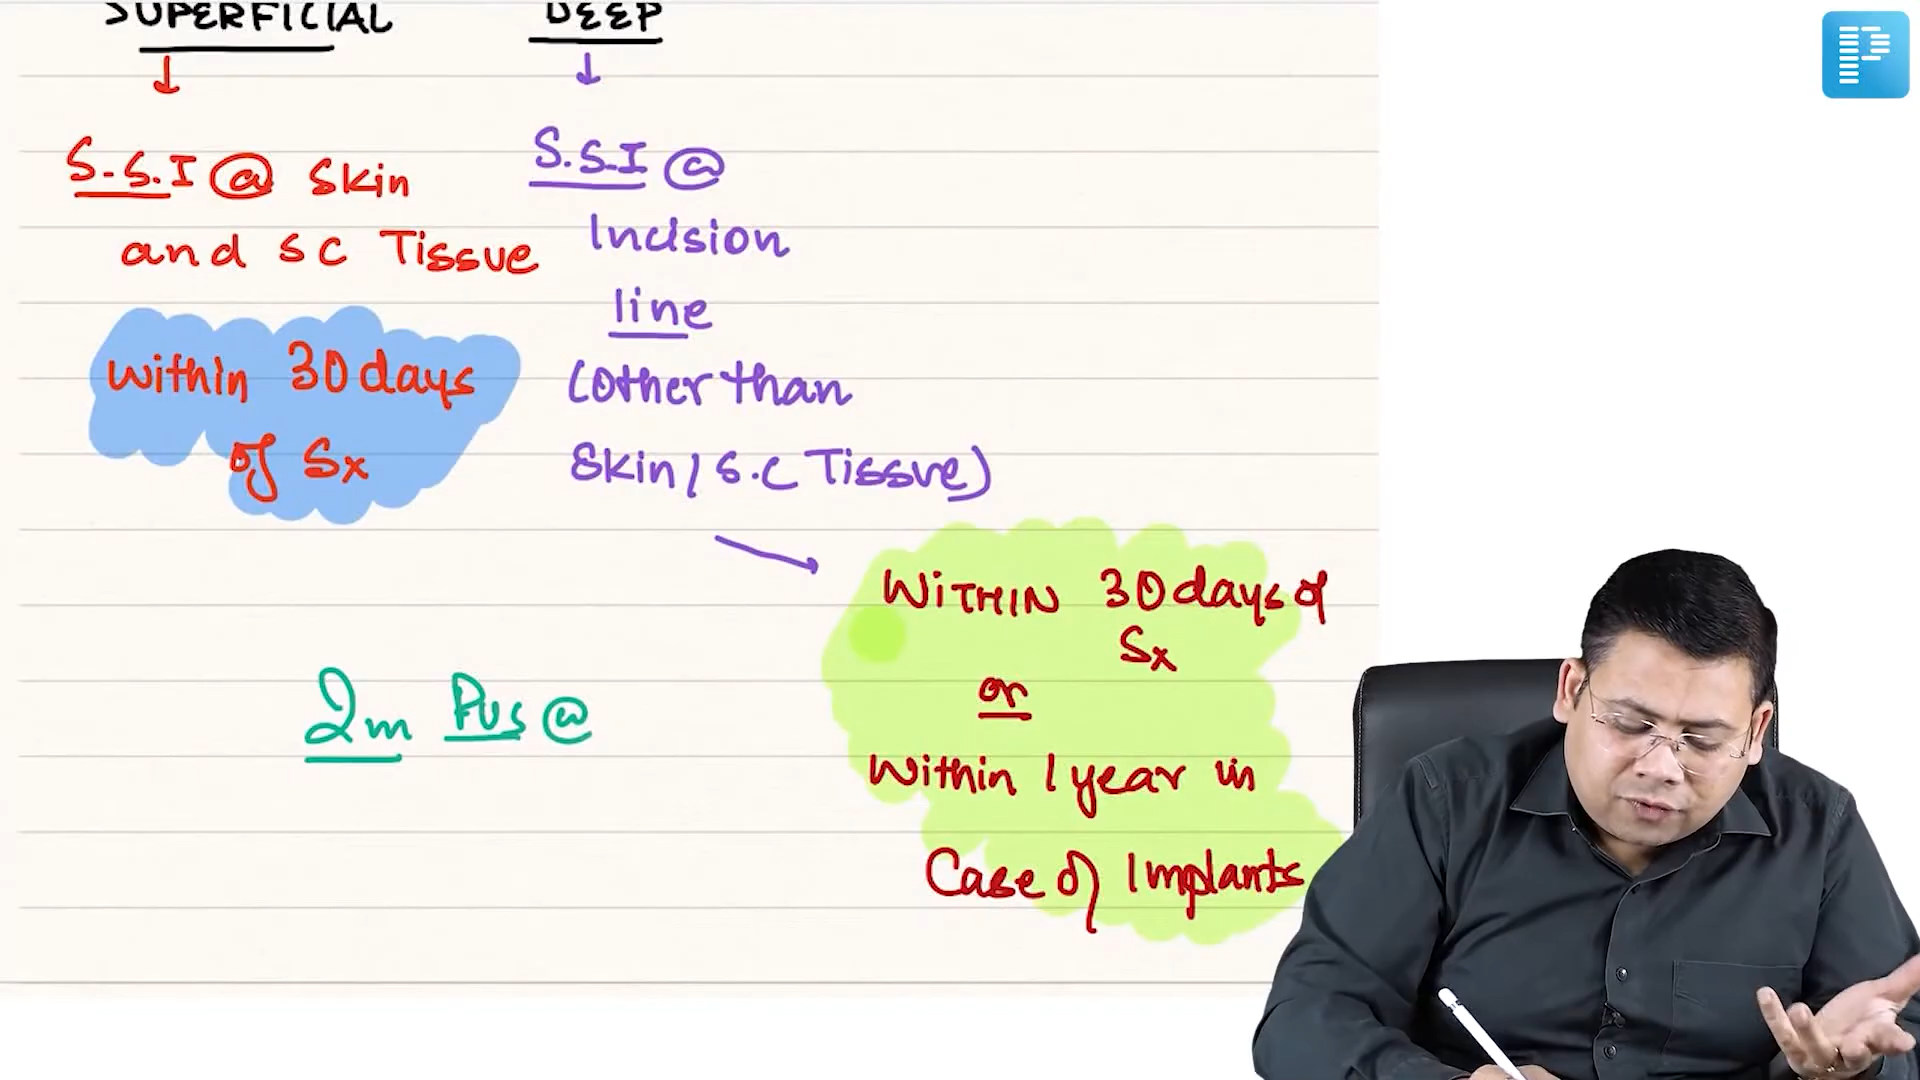 SUPERFICIAL
S.S.I @ Skin
and SC Tissue
Within 30 days
of Sx
DEEP
S.S.I @
Incision
line
(other than
Skin / S.C Tissue)
WITHIN 30 days of
Sx
or
Within 1 year in
Case of Implants
Pus @
P